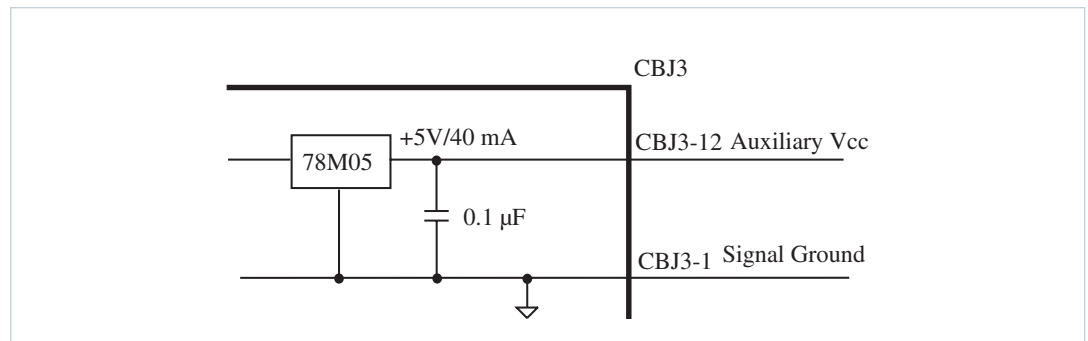 CBJ3
+5V/40 mA
CBJ3-12 Auxiliary Vcc
78M05
0.1 µF
CBJ3-1 Signal Ground